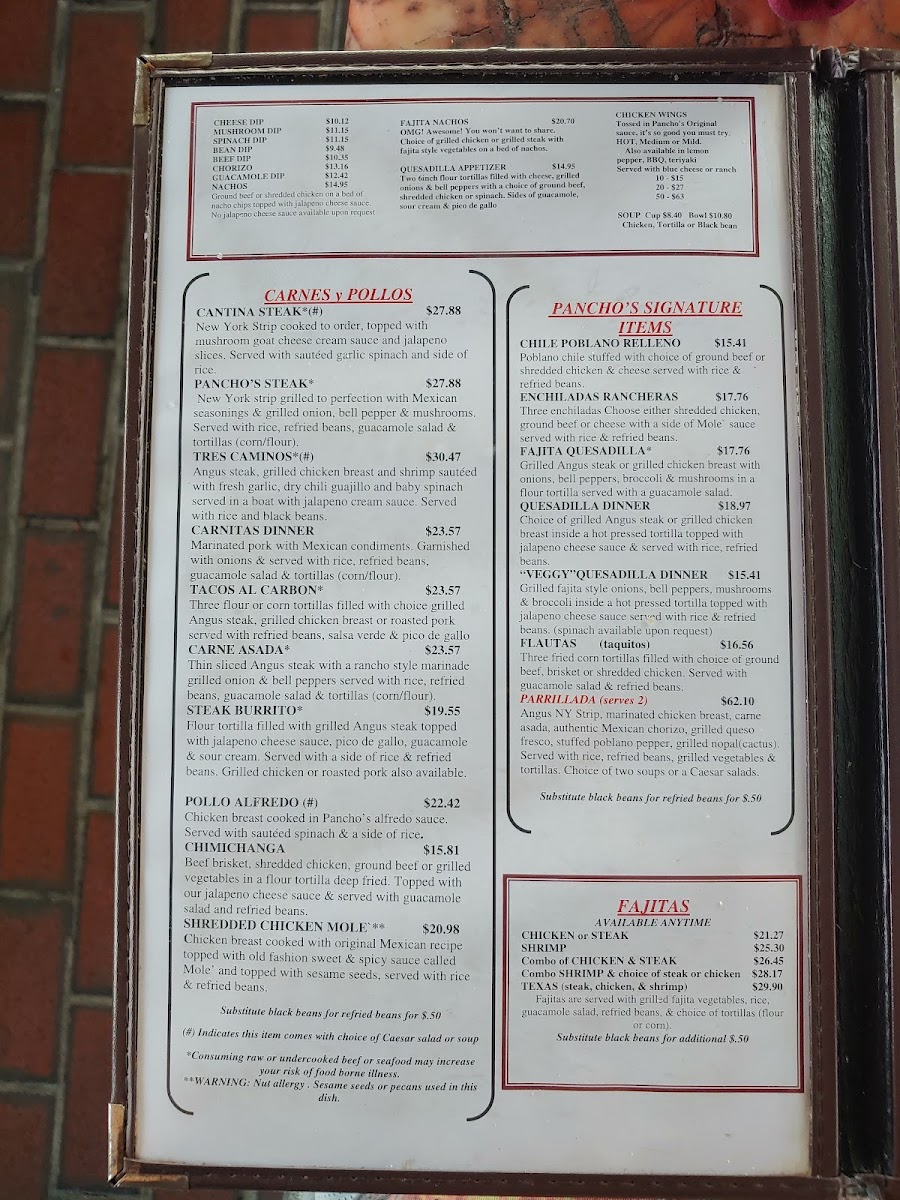 CHEESE DIP $10.12
MUSHROOM DIP $11.15
SPINACH DIP $11.15
BEAN DIP $9.48
BEEF DIP $10.35
CHORIZO $13.16
GUACAMOLE DIP $12.42
NACHOS $14.95
Ground beef or shredded chicken on a bed of
nacho chips topped with jalapeno cheese sauce.
No jalapeno cheese sauce available upon request
FAJITA NACHOS $20.70
OMG! Awesome! You won't want to share.
Choice of grilled chicken or grilled steak with
fajita style vegetables on a bed of nachos.
QUESADILLA APPETIZER $14.95
Two 6inch flour tortillas filled with cheese, grilled
onions & bell peppers with a choice of ground beef,
shredded chicken or spinach. Sides of guacamole,
sour cream & pico de gallo
CHICKEN WINGS
Tossed in Pancho's Original
sauce, it's so good you must try.
HOT, Medium or Mild.
Also available in lemon
pepper, BBQ, teriyaki
Served with blue cheese or ranch
10 - $15
20 - $27
50 - $63
SOUP Cup $8.40 Bowl $10.80
Chicken, Tortilla or Black bean
CARNES y POLLOS
CANTINA STEAK*(#) $27.88
New York Strip cooked to order, topped with
mushroom goat cheese cream sauce and jalapeno
slices. Served with sautéed garlic spinach and side of
rice.
PANCHO'S STEAK* $27.88
New York strip grilled to perfection with Mexican
seasonings & grilled onion, bell pepper & mushrooms.
Served with rice, refried beans, guacamole salad &
tortillas (corn/flour).
TRES CAMINOS*(#) $30.47
Angus steak, grilled chicken breast and shrimp sautéed
with fresh garlic, dry chili guajillo and baby spinach
served in a boat with jalapeno cream sauce. Served
with rice and black beans.
CARNITAS DINNER $23.57
Marinated pork with Mexican condiments. Garnished
with onions & served with rice, refried beans,
guacamole salad & tortillas (corn/flour).
TACOS AL CARBON* $23.57
Three flour or corn tortillas filled with choice grilled
Angus steak, grilled chicken breast or roasted pork
served with refried beans, salsa verde & pico de gallo
CARNE ASADA* $23.57
Thin sliced Angus steak with a rancho style marinade
grilled onion & bell peppers served with rice, refried
beans, guacamole salad & tortillas (corn/flour).
STEAK BURRITO* $19.55
Flour tortilla filled with grilled Angus steak topped
with jalapeno cheese sauce, pico de gallo, guacamole
& sour cream. Served with a side of rice & refried
beans. Grilled chicken or roasted pork also available.
POLLO ALFREDO (#) $22.42
Chicken breast cooked in Pancho's alfredo sauce.
Served with sautéed spinach & a side of rice.
CHIMICHANGA $15.81
Beef brisket, shredded chicken, ground beef or grilled
vegetables in a flour tortilla deep fried. Topped with
our jalapeno cheese sauce & served with guacamole
salad and refried beans.
SHREDDED CHICKEN MOLE`** $20.98
Chicken breast cooked with original Mexican recipe
topped with old fashion sweet & spicy sauce called
Mole' and topped with sesame seeds, served with rice
& refried beans.
Substitute black beans for refried beans for $.50
(#) Indicates this item comes with choice of Caesar salad or soup
*Consuming raw or undercooked beef or seafood may increase
your risk of food borne illness.
**WARNING: Nut allergy . Sesame seeds or pecans used in this
dish.
PANCHO'S SIGNATURE
ITEMS
CHILE POBLANO RELLENO $15.41
Poblano chile stuffed with choice of ground beef or
shredded chicken & cheese served with rice &
refried beans.
ENCHILADAS RANCHERAS $17.76
Three enchiladas Choose either shredded chicken,
ground beef or cheese with a side of Mole` sauce
served with rice & refried beans.
FAJITA QUESADILLA* $17.76
Grilled Angus steak or grilled chicken breast with
onions, bell peppers, broccoli & mushrooms in a
flour tortilla served with a guacamole salad.
QUESADILLA DINNER $18.97
Choice of grilled Angus steak or grilled chicken
breast inside a hot pressed tortilla topped with
jalapeno cheese sauce & served with rice, refried
beans.
"VEGGY"QUESADILLA DINNER $15.41
Grilled fajita style onions, bell peppers, mushrooms
& broccoli inside a hot pressed tortilla topped with
jalapeno cheese sauce served with rice & refried
beans. (spinach available upon request)
FLAUTAS (taquitos) $16.56
Three fried corn tortillas filled with choice of ground
beef, brisket or shredded chicken. Served with
guacamole salad & refried beans.
PARRILLADA (serves 2) $62.10
Angus NY Strip, marinated chicken breast, carne
asada, authentic Mexican chorizo, grilled queso
fresco, stuffed poblano pepper, grilled nopal(cactus).
Served with rice, refried beans, grilled vegetables &
tortillas. Choice of two soups or a Caesar salads.
Substitute black beans for refried beans for $.50
FAJITAS
AVAILABLE ANYTIME
CHICKEN or STEAK $21.27
SHRIMP $25.30
Combo of CHICKEN & STEAK $26.45
Combo SHRIMP & choice of steak or chicken $28.17
TEXAS (steak, chicken, & shrimp) $29.90
Fajitas are served with grilled fajita vegetables, rice,
guacamole salad, refried beans, & choice of tortillas (flour
or corn).
Substitute black beans for additional $.50